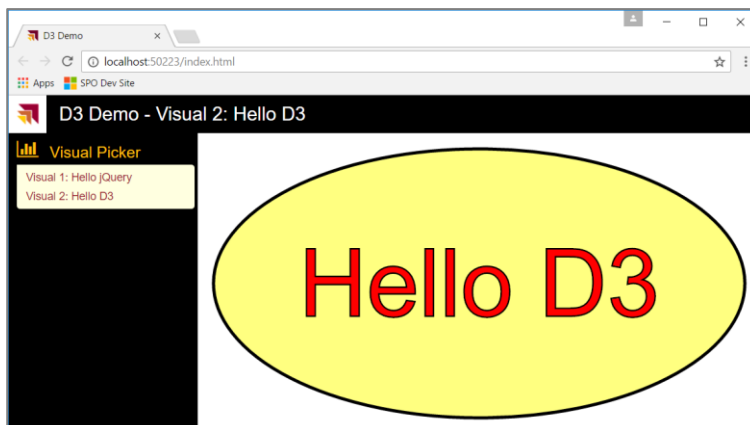 D3 Demo
localhost:50223/index.html
Apps SPO Dev Site
D3 Demo - Visual 2: Hello D3
Visual Picker
Visual 1: Hello jQuery
Visual 2: Hello D3
Hello D3